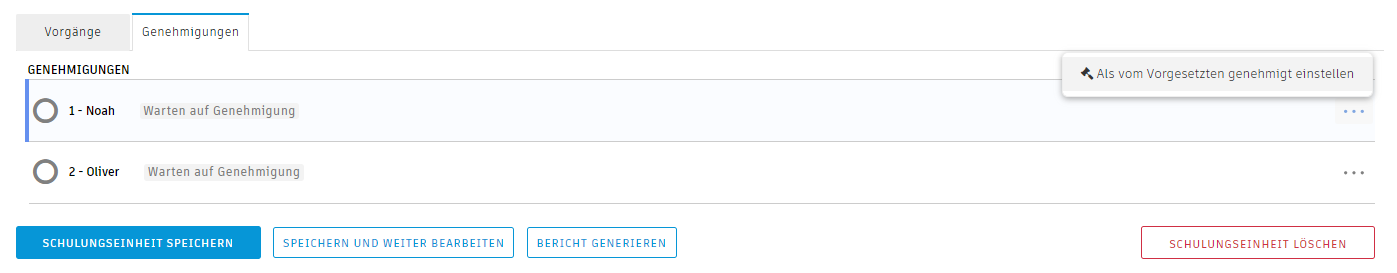 Vorgänge
Genehmigungen
GENEHMIGUNGEN
Als vom Vorgesetzten genehmigt einstellen
1 - Noah Warten auf Genehmigung
2 - Oliver Warten auf Genehmigung
SCHULUNGSEINHEIT SPEICHERN
SPEICHERN UND WEITER BEARBEITEN
BERICHT GENERIEREN
SCHULUNGSEINHEIT LÖSCHEN